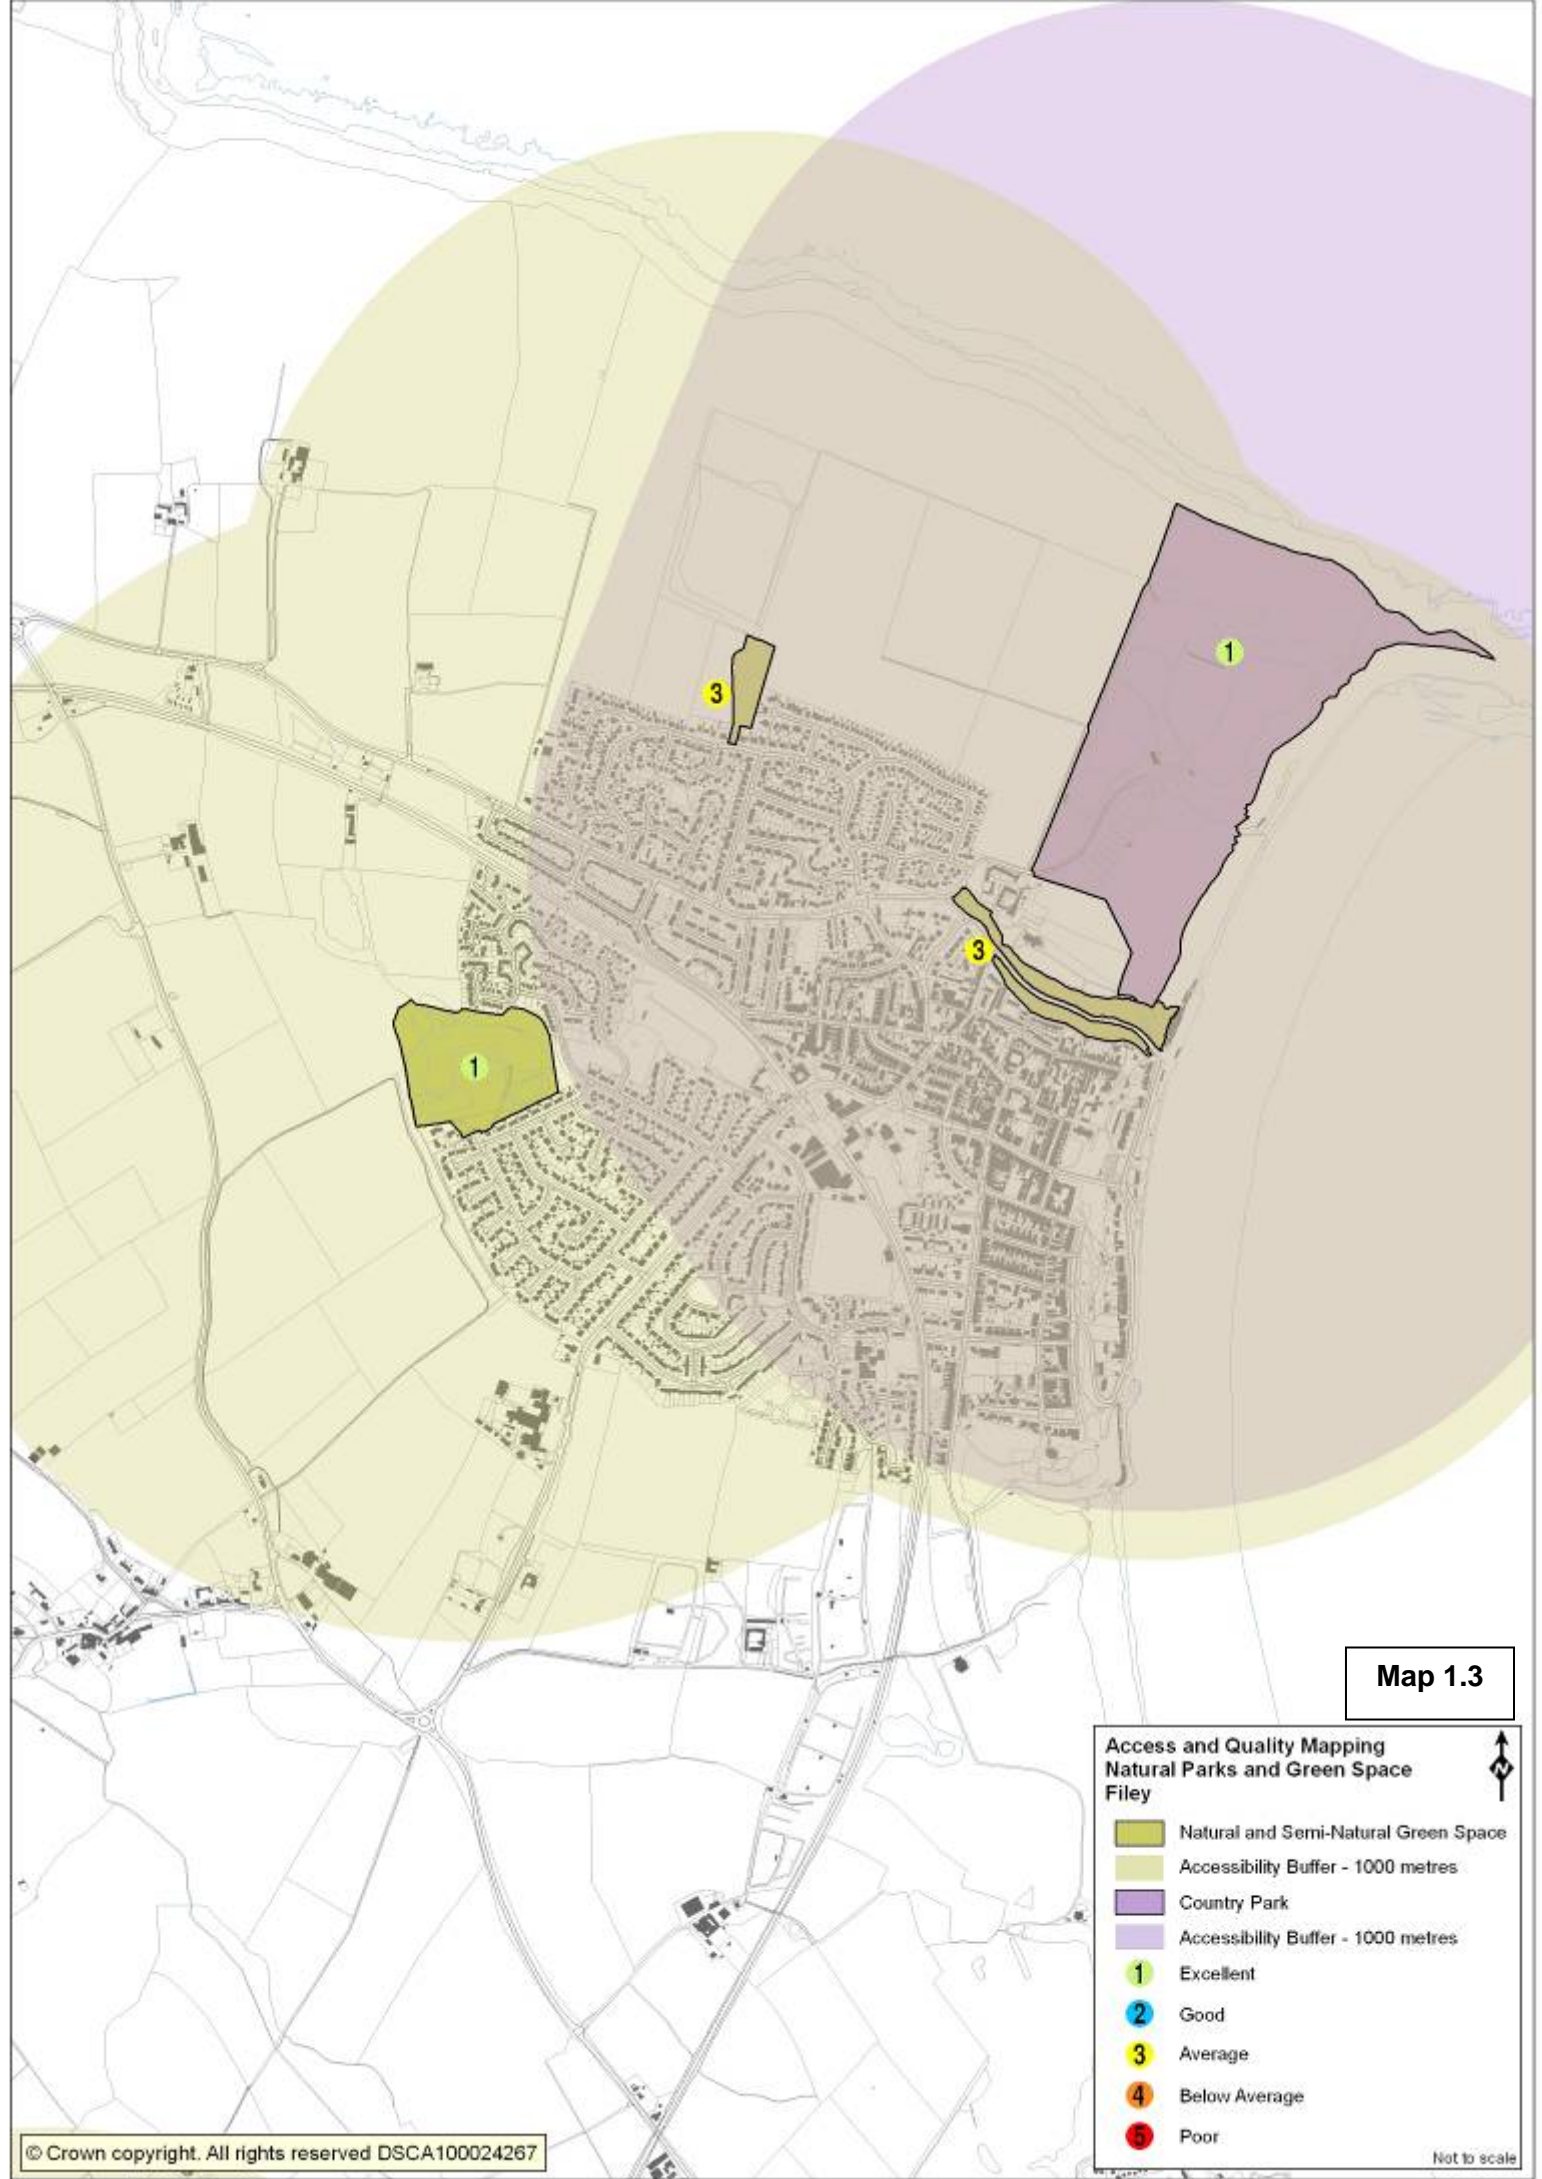 1
3
3
1
Map 1.3
Access and Quality Mapping
Natural Parks and Green Space
Filey
N
Natural and Semi-Natural Green Space
Accessibility Buffer - 1000 metres
Country Park
Accessibility Buffer - 1000 metres
1 Excellent
2 Good
3 Average
4 Below Average
5 Poor
Not to scale
© Crown copyright. All rights reserved DSCA100024267